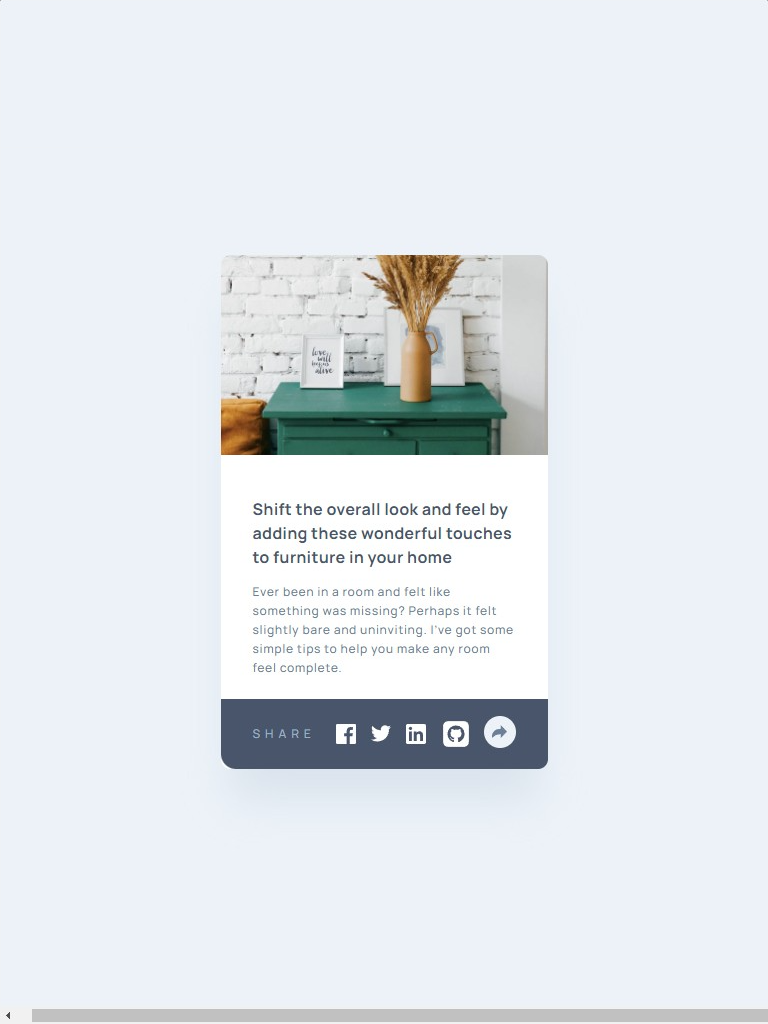 love
will
keep us
alive
Shift the overall look and feel by
adding these wonderful touches
to furniture in your home
Ever been in a room and felt like
something was missing? Perhaps it felt
slightly bare and uninviting. I've got some
simple tips to help you make any room
feel complete.
SHARE